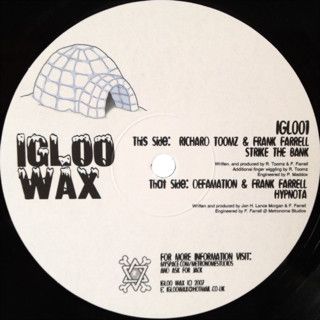 IGLOO
WAX
IGL001
This Side: RICHARD TOOMZ & FRANK FARRELL
STRIKE THE BANK
Written, and produced by R. Toomz & F. Farrell
Additional finger wiggling by R. Toomz
Engineered by P. Maddox
That Side: DEFAMATION & FRANK FARRELL
HYPNOTA
Written and produced by Jen H. Lance Morgan & F. Farrell
Engineered by F. Farrell @ Metronome Studios
FOR MORE INFORMATION VISIT:
MYSPACE.COM/METRONOMESTUDIOS
AND ASK FOR JACK
IGLOO WAX (C) 2007
E: IGLOOWAX@HOTMAIL.CO.UK